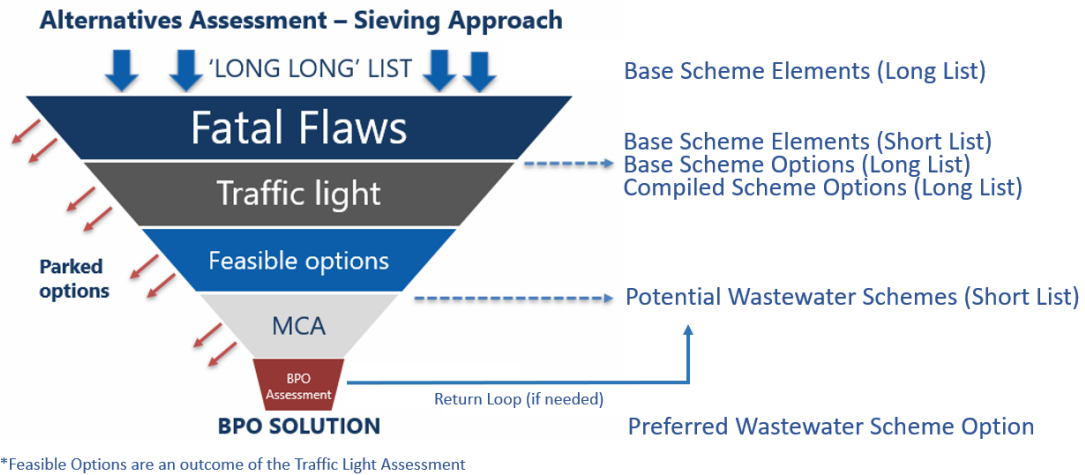 Alternatives Assessment – Sieving Approach
'LONG LONG' LIST
Base Scheme Elements (Long List)
Fatal Flaws
Base Scheme Elements (Short List)
Base Scheme Options (Long List)
Compiled Scheme Options (Long List)
Traffic light
Feasible options
Parked
options
Potential Wastewater Schemes (Short List)
MCA
BPO
Assessment
Return Loop (if needed)
BPO SOLUTION
Preferred Wastewater Scheme Option
*Feasible Options are an outcome of the Traffic Light Assessment